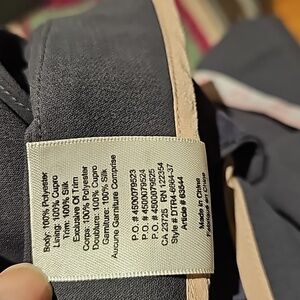 Body: 100% Polyester
Lining: 100% Cupro
Trim: 100% Silk
Exclusive Of Trim
Corps: 100% Polyester
Doublure: 100% Cupro
Garniture: 100% Silk
Aucune Garniture Comprise
P.O. # 4500079523
P.O. # 4500079524
P.O. # 4500079525
CA 23725 RN 122354
Style # DTR4-6664-37
Article # 63544
Made in China